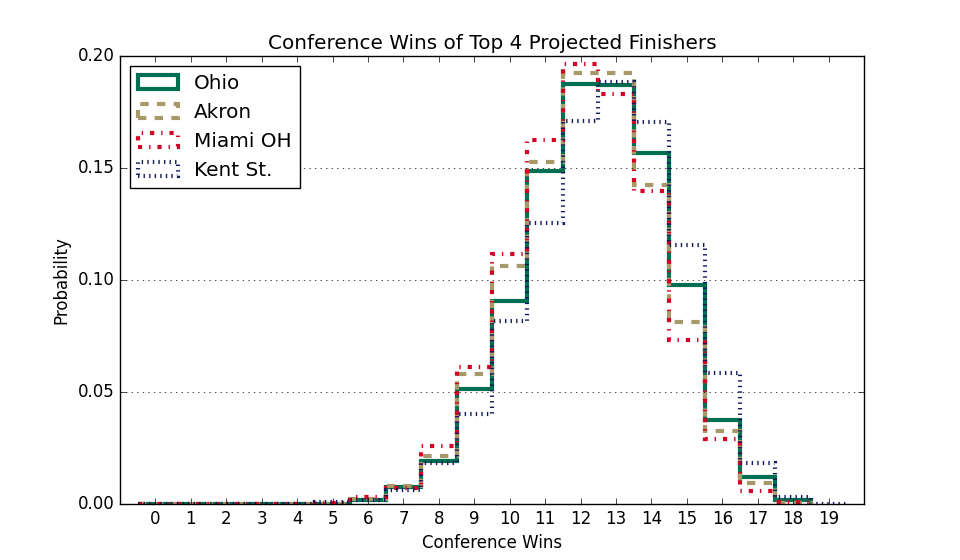 Conference Wins of Top 4 Projected Finishers
Ohio
Akron
Miami OH
Kent St.
0.20
0.15
0.10
0.05
0.00
Probability
0 1 2 3 4 5 6 7 8 9 10 11 12 13 14 15 16 17 18 19
Conference Wins